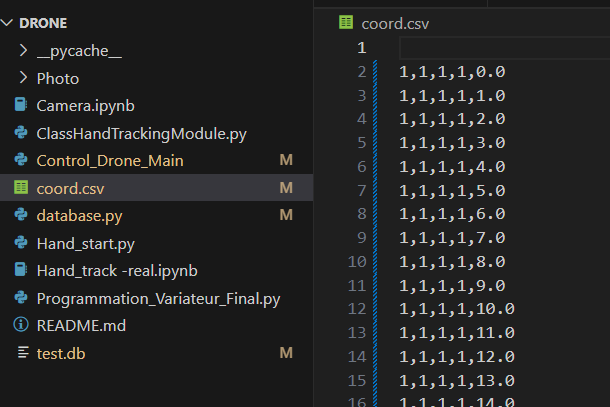 DRONE
__pycache__
Photo
Camera.ipynb
ClassHandTrackingModule.py
Control_Drone_Main M
coord.csv M
database.py M
Hand_start.py
Hand_track -real.ipynb
Programmation_Variateur_Final.py
README.md
test.db M
coord.csv
1
2 1,1,1,1,0.0
3 1,1,1,1,1.0
4 1,1,1,1,2.0
5 1,1,1,1,3.0
6 1,1,1,1,4.0
7 1,1,1,1,5.0
8 1,1,1,1,6.0
9 1,1,1,1,7.0
10 1,1,1,1,8.0
11 1,1,1,1,9.0
12 1,1,1,1,10.0
13 1,1,1,1,11.0
14 1,1,1,1,12.0
15 1,1,1,1,13.0
16 1,1,1,1,14.0